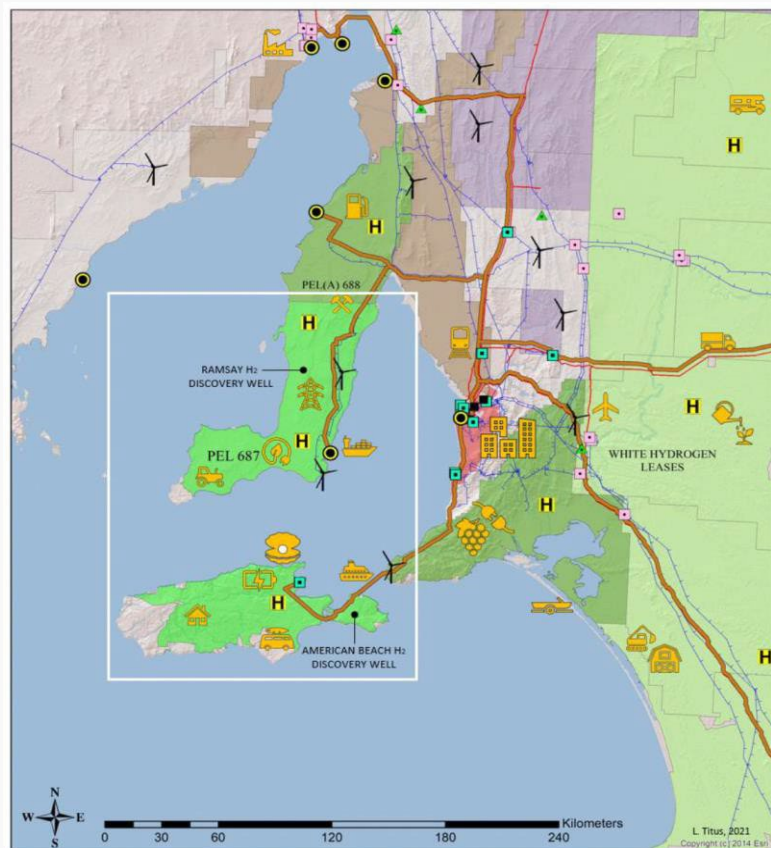 H
H
PEL(A) 688
H
RAMSAY H₂
DISCOVERY WELL
H
WHITE HYDROGEN
LEASES
H
PEL 687
H
H
H
AMERICAN BEACH H₂
DISCOVERY WELL
N
W E
S
Kilometers
0 60 120 180 240
L. Titus, 2021
Copyright (c) 2014 Esri